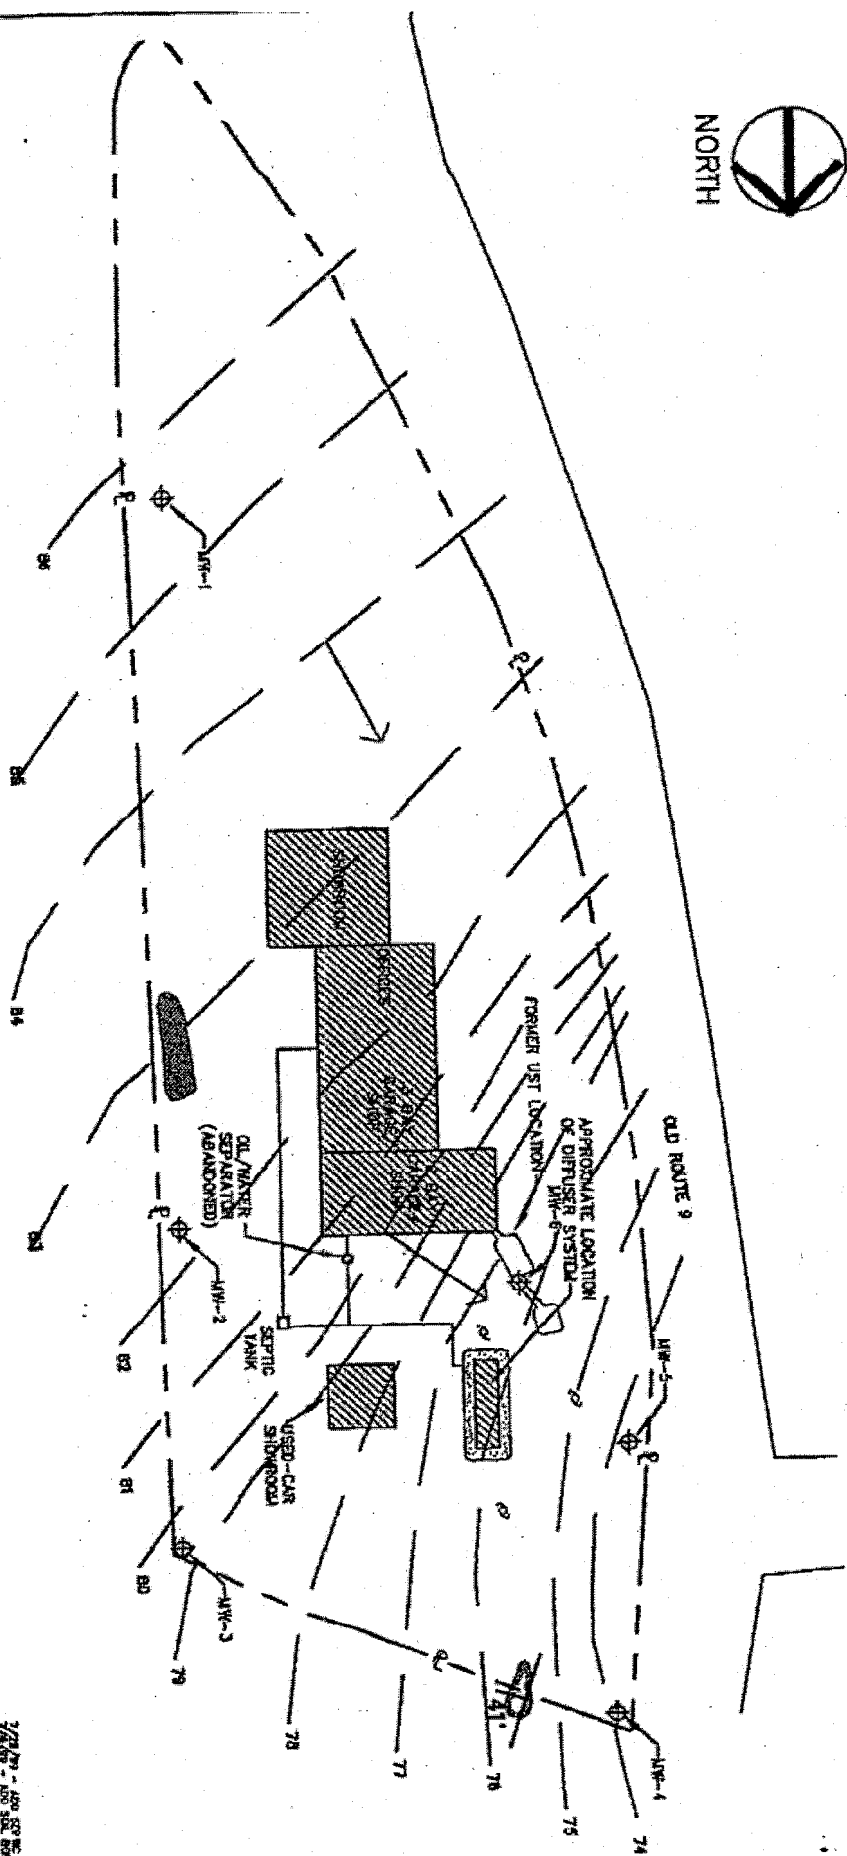 NORTH
MW-1
86
85
84
83
82
81
80
79
78
77
76
75
74
SHOWROOM
OFFICES
OIL/WATER
SEPARATOR
(ABANDONED)
MW-2
SEPTIC
TANK
USED-CAR
SHOWROOM
MW-3
FORMER UST LOCATION
APPROXIMATE LOCATION
OF DIFFUSER SYSTEM
MW-6
OLD ROUTE 9
MW-5
MW-4